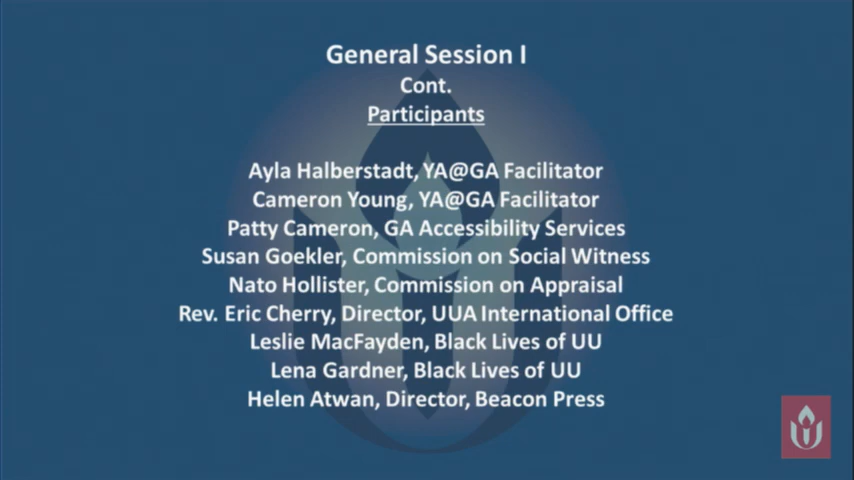 General Session I
Cont.
Participants
Ayla Halberstadt, YA@GA Facilitator
Cameron Young, YA@GA Facilitator
Patty Cameron, GA Accessibility Services
Susan Goekler, Commission on Social Witness
Nato Hollister, Commission on Appraisal
Rev. Eric Cherry, Director, UUA International Office
Leslie MacFayden, Black Lives of UU
Lena Gardner, Black Lives of UU
Helen Atwan, Director, Beacon Press